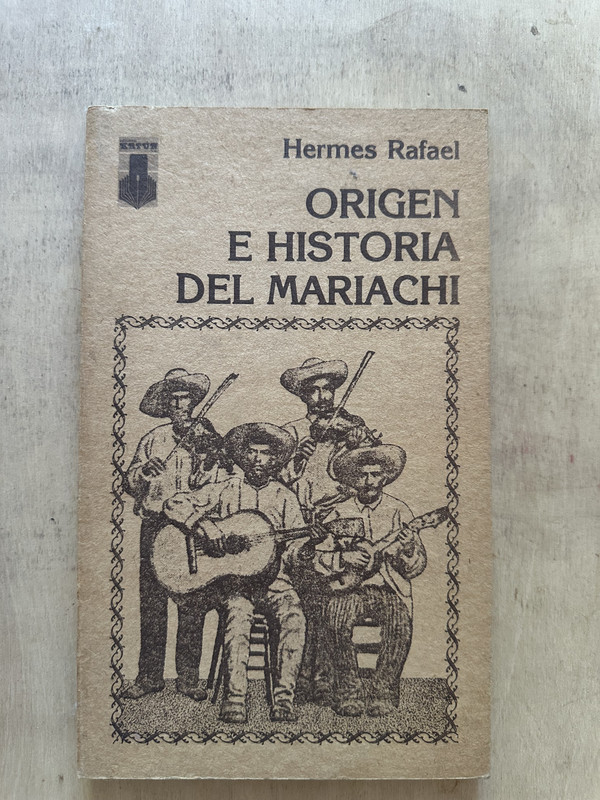 Hermes Rafael
ORIGEN
E HISTORIA
DEL MARIACHI